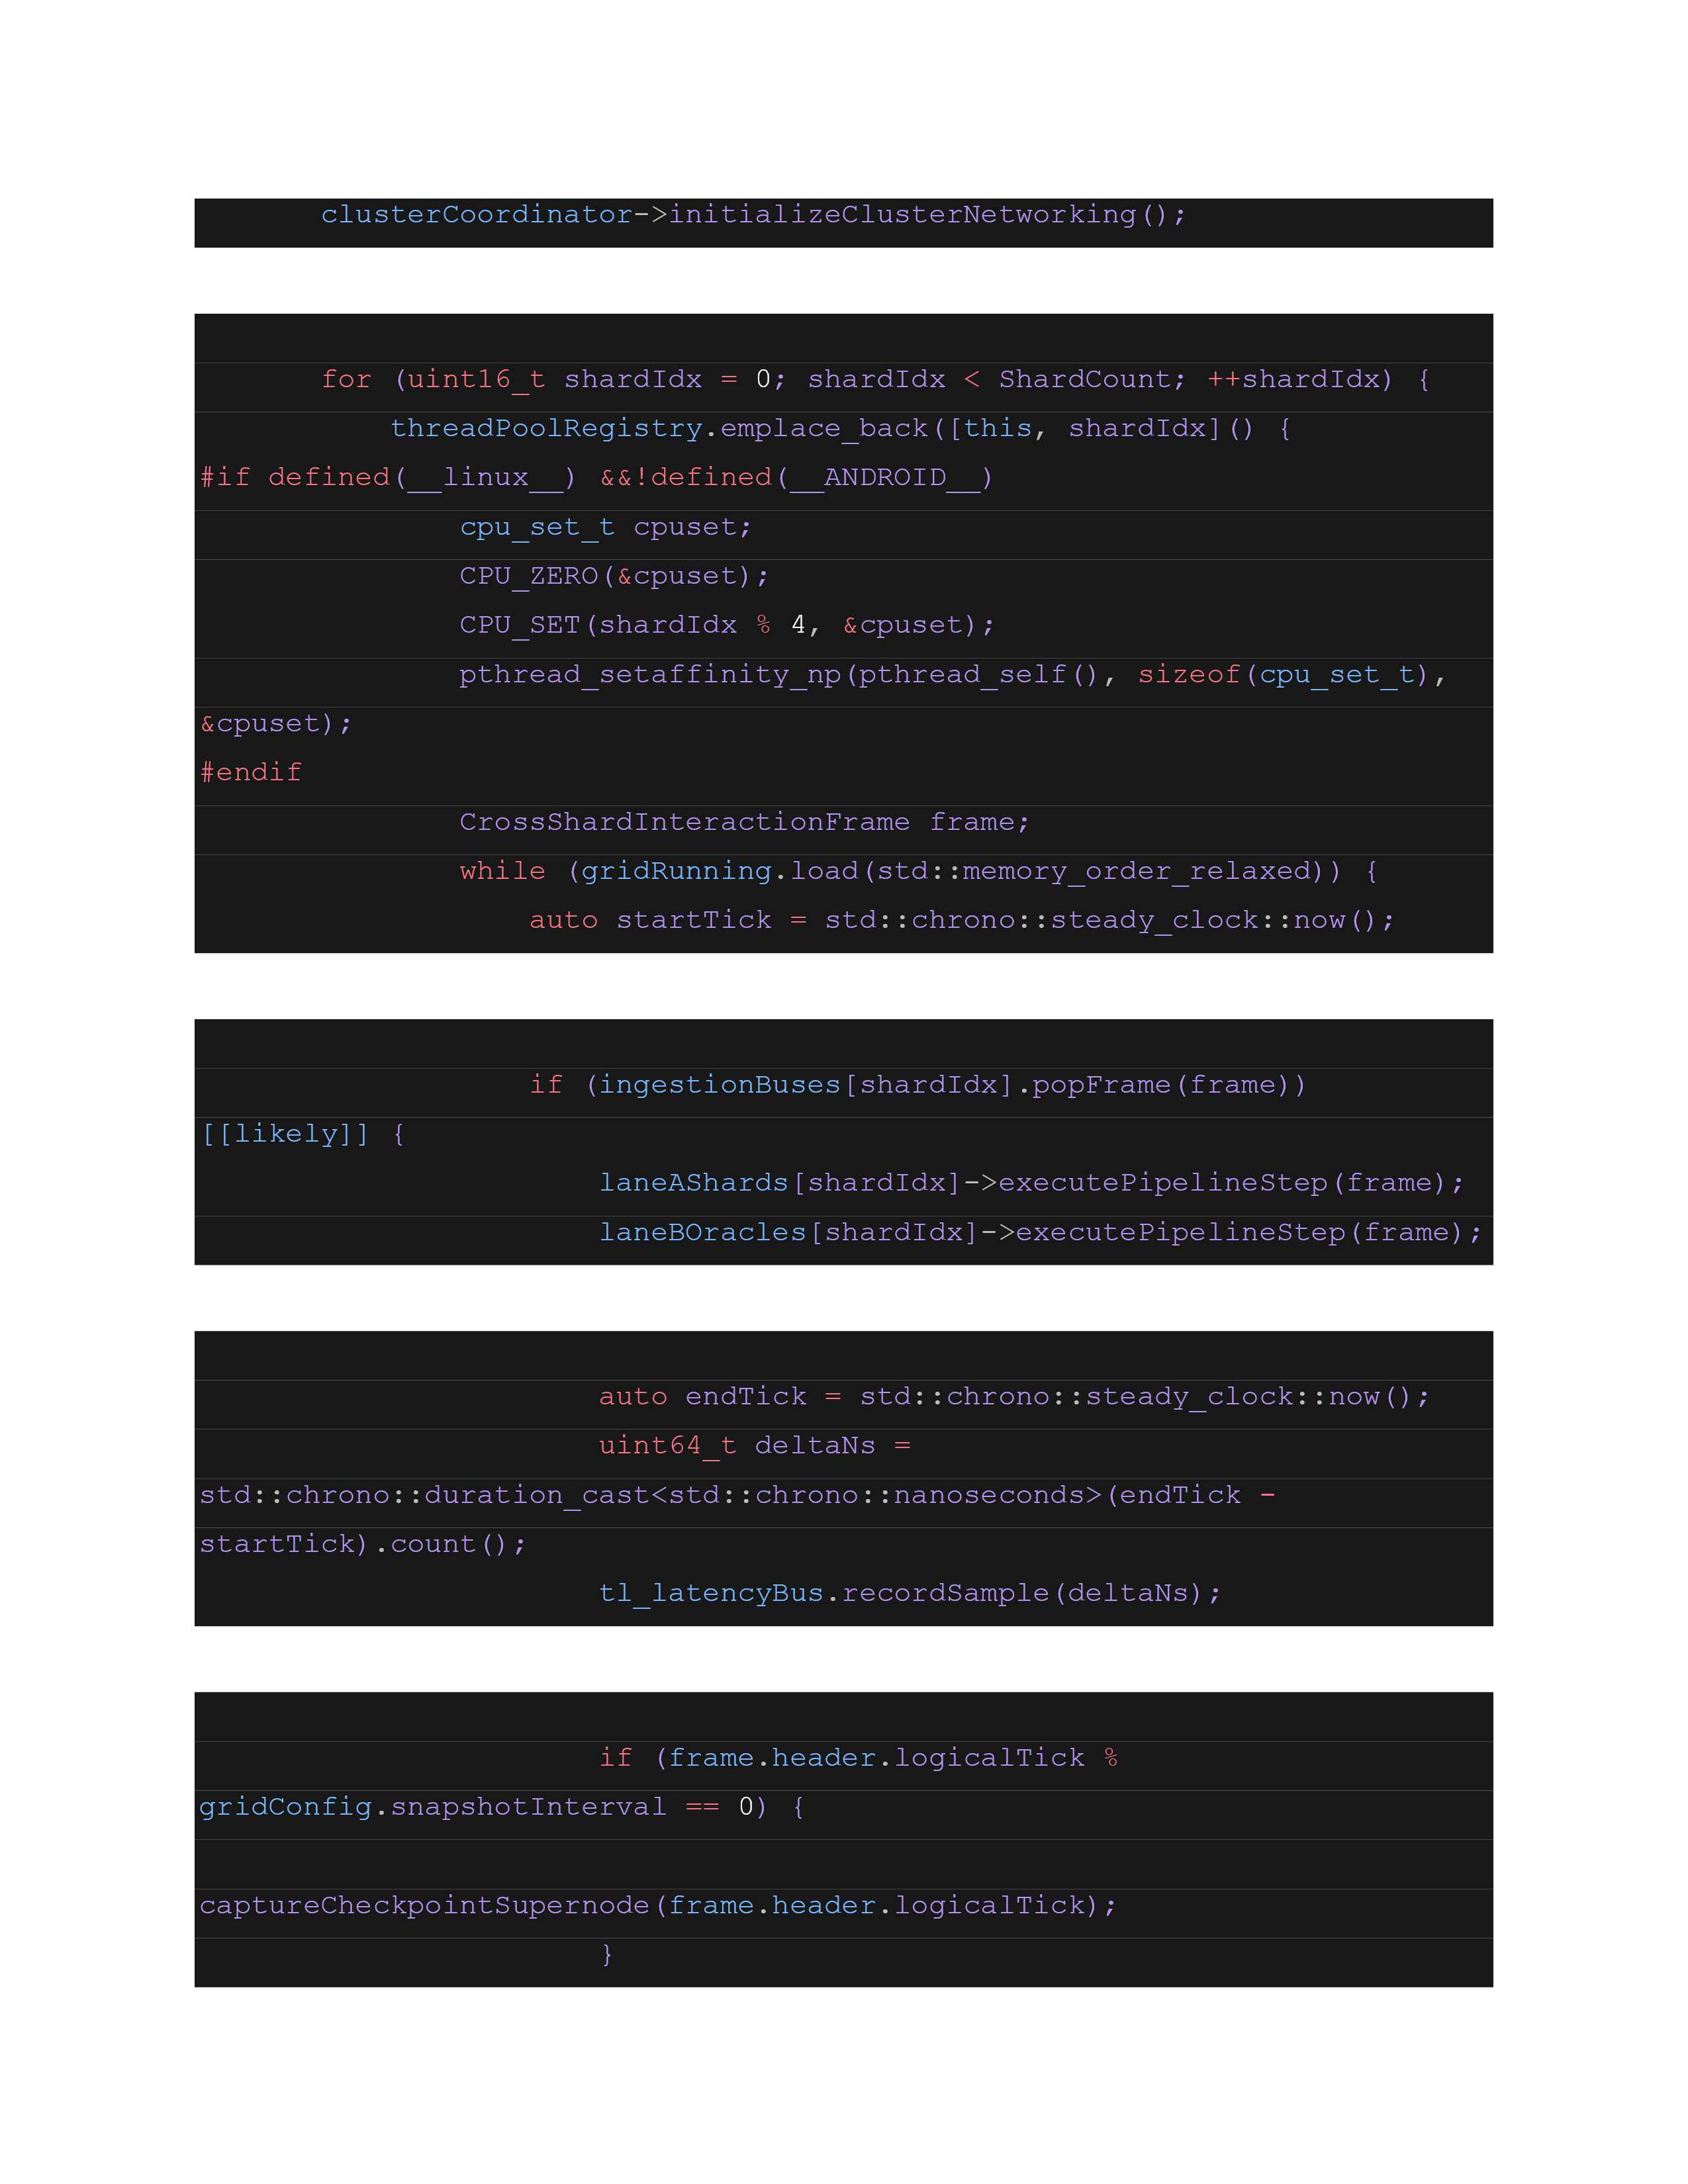 clusterCoordinator->initializeClusterNetworking();
for (uint16_t shardIdx = 0; shardIdx < ShardCount; ++shardIdx) {
threadPoolRegistry.emplace_back([this, shardIdx]() {
#if defined(__linux__) &&!defined(__ANDROID__)
cpu_set_t cpuset;
CPU_ZERO(&cpuset);
CPU_SET(shardIdx % 4, &cpuset);
pthread_setaffinity_np(pthread_self(), sizeof(cpu_set_t),
&cpuset);
#endif
CrossShardInteractionFrame frame;
while (gridRunning.load(std::memory_order_relaxed)) {
auto startTick = std::chrono::steady_clock::now();
if (ingestionBuses[shardIdx].popFrame(frame))
[[likely]] {
laneAShards[shardIdx]->executePipelineStep(frame);
laneBOracles[shardIdx]->executePipelineStep(frame);
auto endTick = std::chrono::steady_clock::now();
uint64_t deltaNs =
std::chrono::duration_cast<std::chrono::nanoseconds>(endTick -
startTick).count();
tl_latencyBus.recordSample(deltaNs);
if (frame.header.logicalTick %
gridConfig.snapshotInterval == 0) {
captureCheckpointSupernode(frame.header.logicalTick);
}